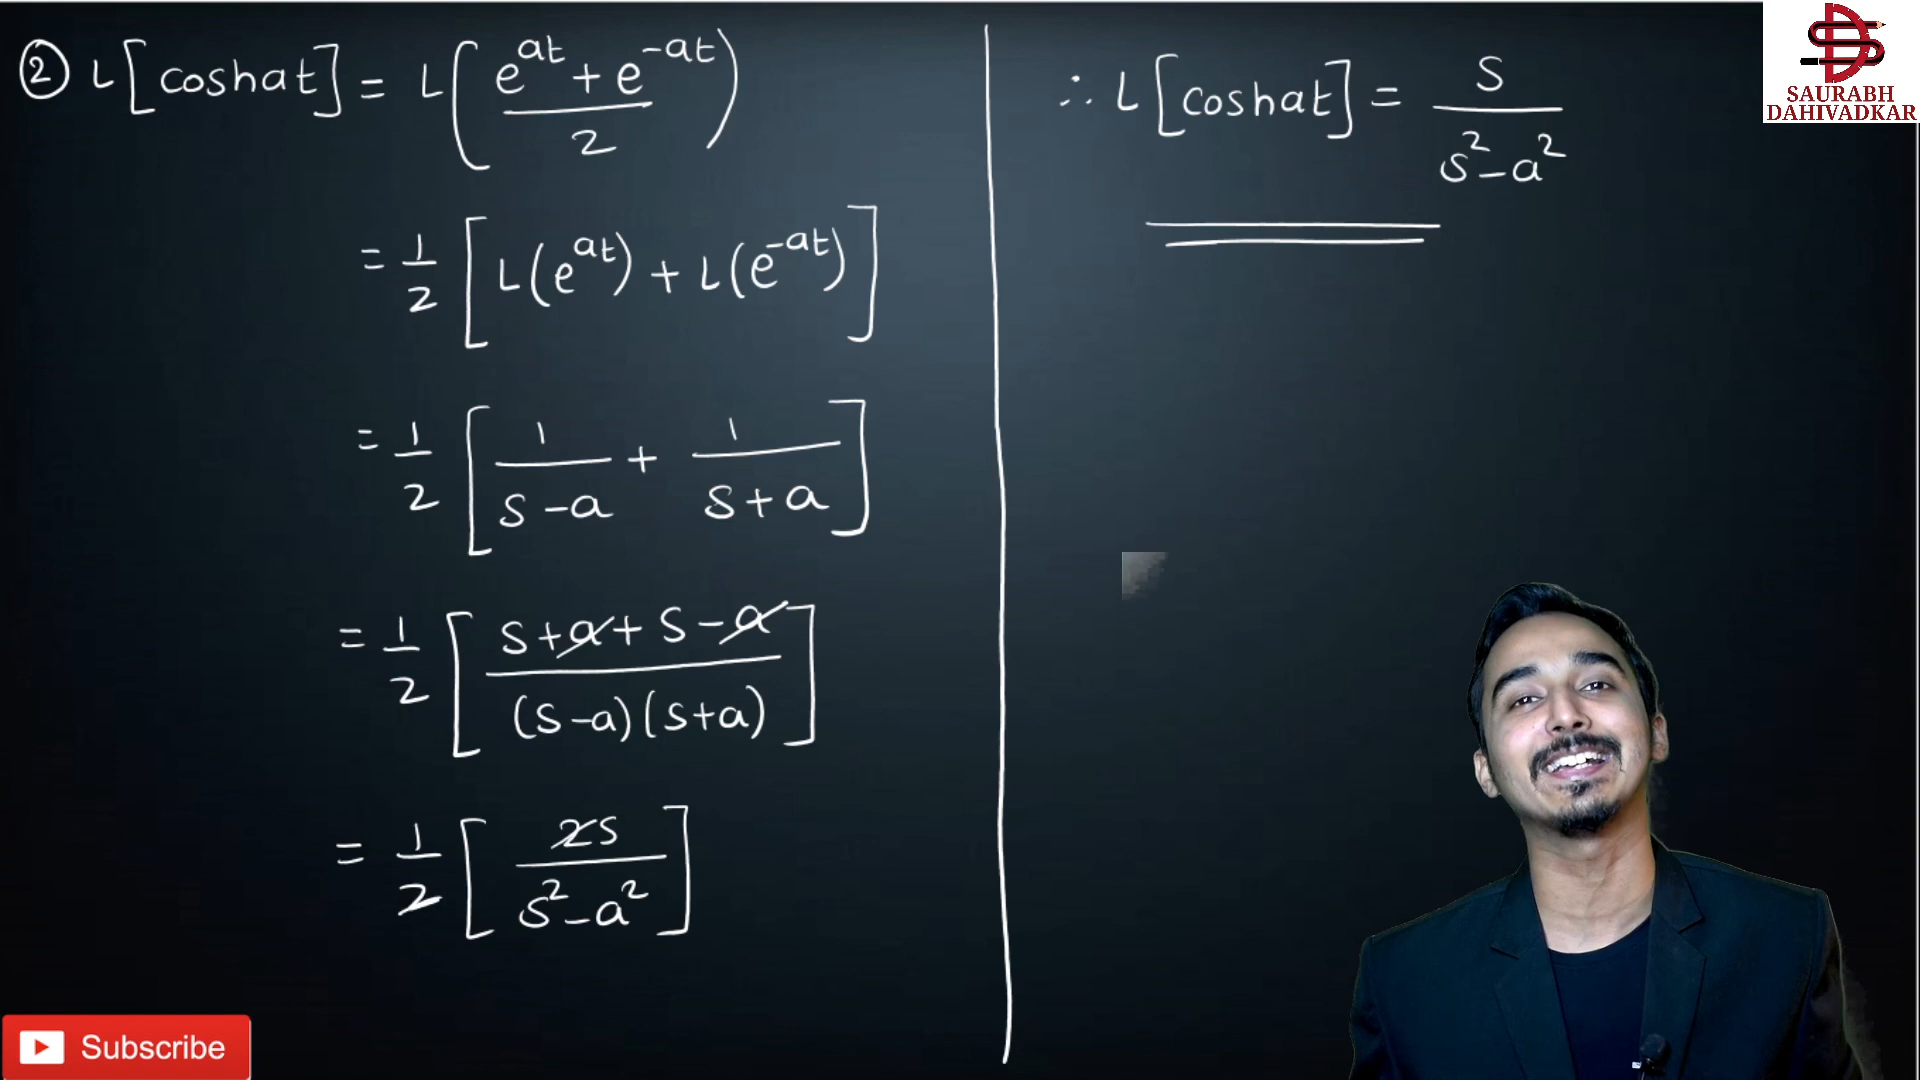 ② L[coshat] = L((e^at + e^-at)/2)
= 1/2 [L(e^at) + L(e^-at)]
= 1/2 [1/(s-a) + 1/(s+a)]
= 1/2 [(s+a+s-a)/((s-a)(s+a))]
= 1/2 [2s/(s²-a²)]
∴ L[coshat] = s/(s²-a²)
SAURABH
DAHIVADKAR
Subscribe